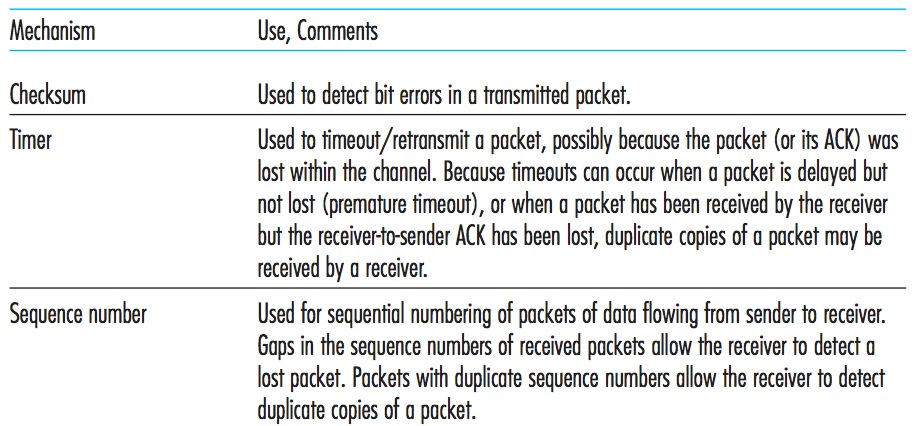 Mechanism Use, Comments
Checksum Used to detect bit errors in a transmitted packet.
Timer Used to timeout/retransmit a packet, possibly because the packet (or its ACK) was
lost within the channel. Because timeouts can occur when a packet is delayed but
not lost (premature timeout), or when a packet has been received by the receiver
but the receiver-to-sender ACK has been lost, duplicate copies of a packet may be
received by a receiver.
Sequence number Used for sequential numbering of packets of data flowing from sender to receiver.
Gaps in the sequence numbers of received packets allow the receiver to detect a
lost packet. Packets with duplicate sequence numbers allow the receiver to detect
duplicate copies of a packet.